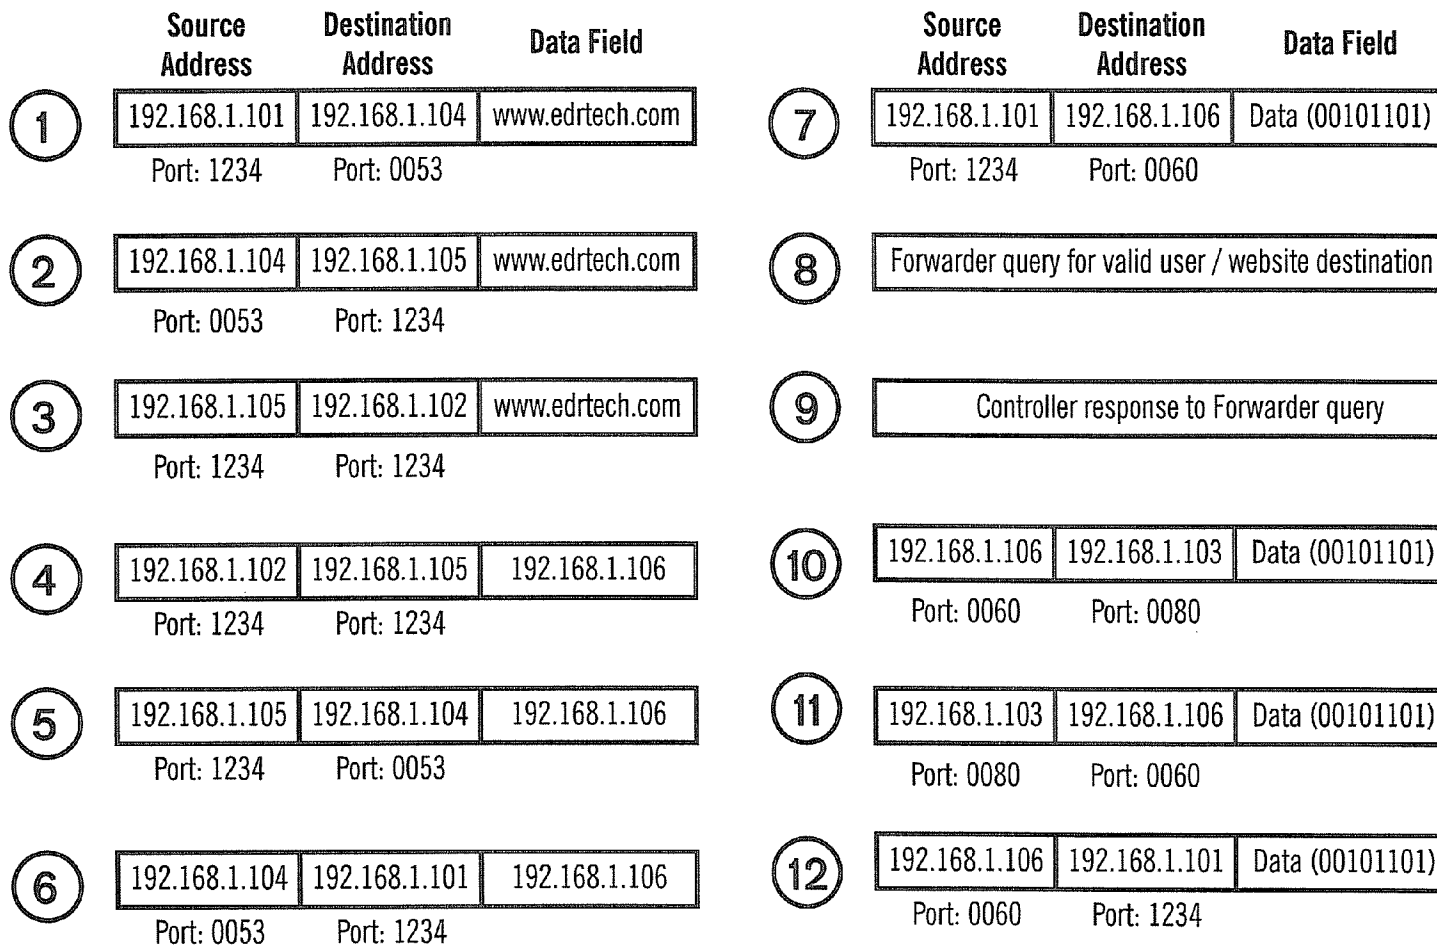 Source Address Destination Address Data Field
1 192.168.1.101 192.168.1.104 www.edrtech.com
Port: 1234 Port: 0053
2 192.168.1.104 192.168.1.105 www.edrtech.com
Port: 0053 Port: 1234
3 192.168.1.105 192.168.1.102 www.edrtech.com
Port: 1234 Port: 1234
4 192.168.1.102 192.168.1.105 192.168.1.106
Port: 1234 Port: 1234
5 192.168.1.105 192.168.1.104 192.168.1.106
Port: 1234 Port: 0053
6 192.168.1.104 192.168.1.101 192.168.1.106
Port: 0053 Port: 1234
Source Address Destination Address Data Field
7 192.168.1.101 192.168.1.106 Data (00101101)
Port: 1234 Port: 0060
8 Forwarder query for valid user / website destination
9 Controller response to Forwarder query
10 192.168.1.106 192.168.1.103 Data (00101101)
Port: 0060 Port: 0080
11 192.168.1.103 192.168.1.106 Data (00101101)
Port: 0080 Port: 0060
12 192.168.1.106 192.168.1.101 Data (00101101)
Port: 0060 Port: 1234